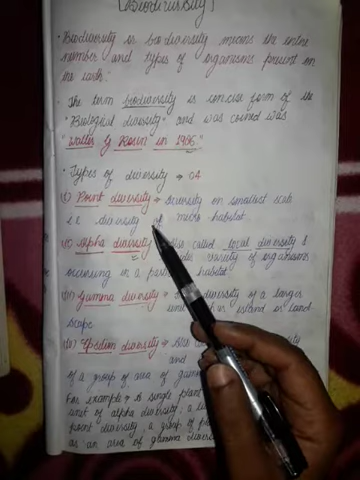 [Biodiversity]
• Biodiversity is biodiversity means the entire
number and types of organisms present on
the earth:
The term biodiversity is concise form of the
"Biological diversity" and was coined was
"Walter G Rosen in 1986."
• Types of diversity → 04
(i) Point diversity → diversity on smallest scale
i.e diversity of micro habitat
(ii) Alpha diversity also called local diversity &
variety of organisms
occurring in a habitat
(iii) Gamma diversity → diversity of a larger
island or land
scape
(iv) Epsilon diversity → Also
and
of a group of area of gamma
For example → A single plant
unit of alpha diversity, a
point diversity, a group of
as an area of gamma diversity